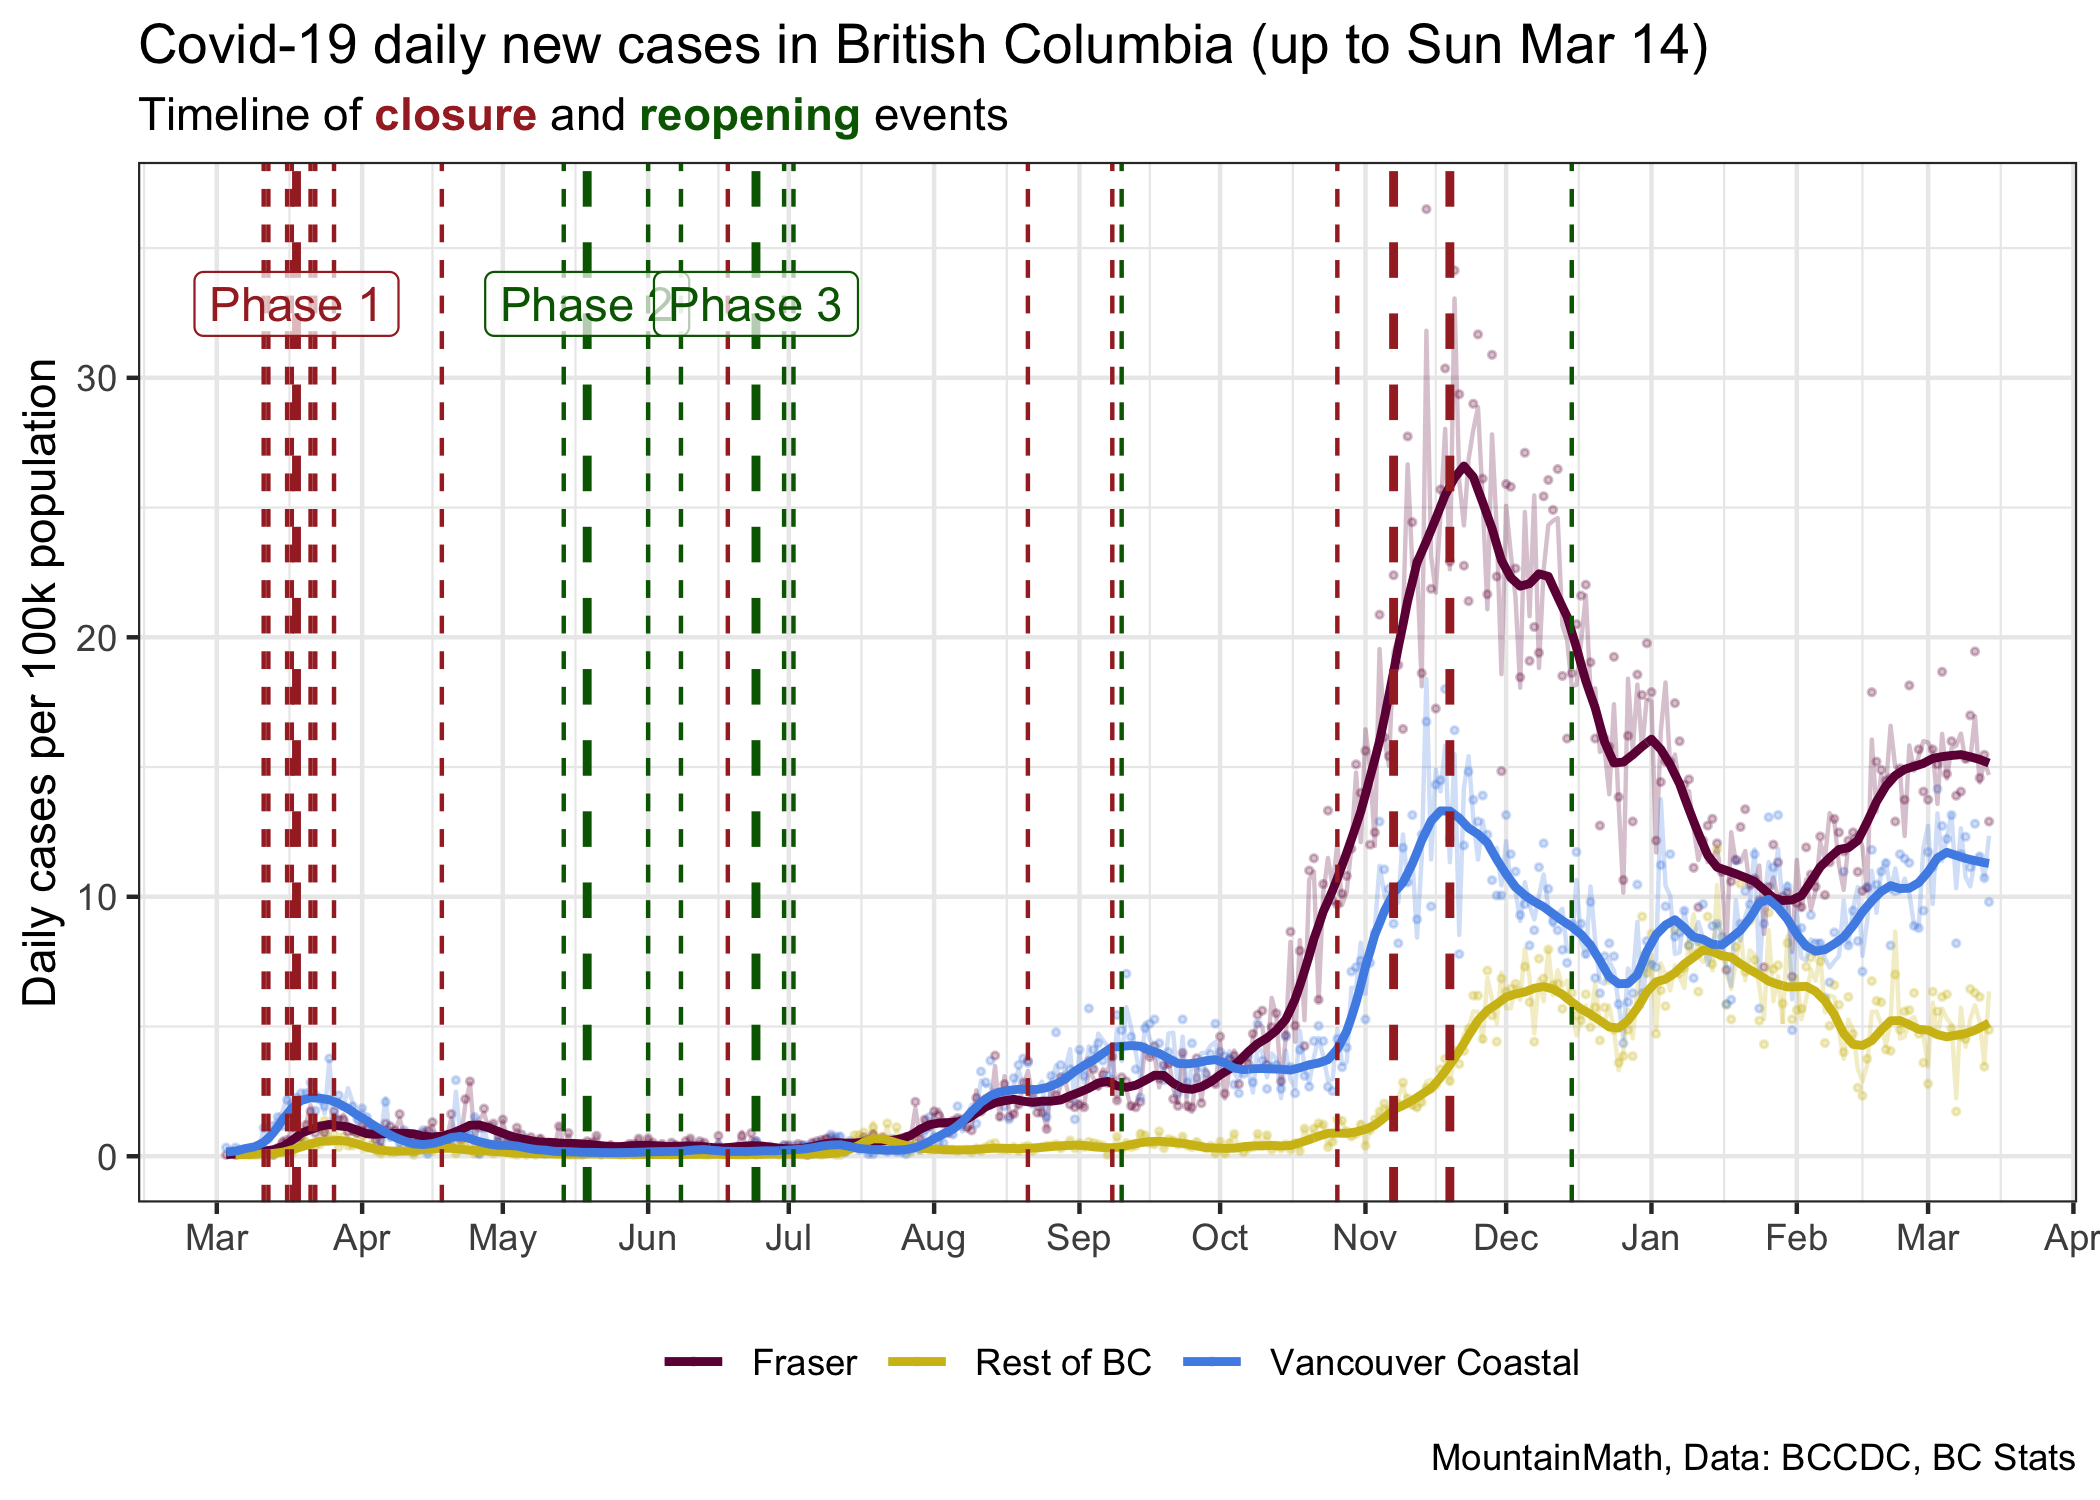 Covid-19 daily new cases in British Columbia (up to Sun Mar 14)
Timeline of closure and reopening events
Daily cases per 100k population
30
20
10
0
Phase 1
Phase 2
Phase 3
Mar Apr May Jun Jul Aug Sep Oct Nov Dec Jan Feb Mar Apr
Fraser Rest of BC Vancouver Coastal
MountainMath, Data: BCCDC, BC Stats